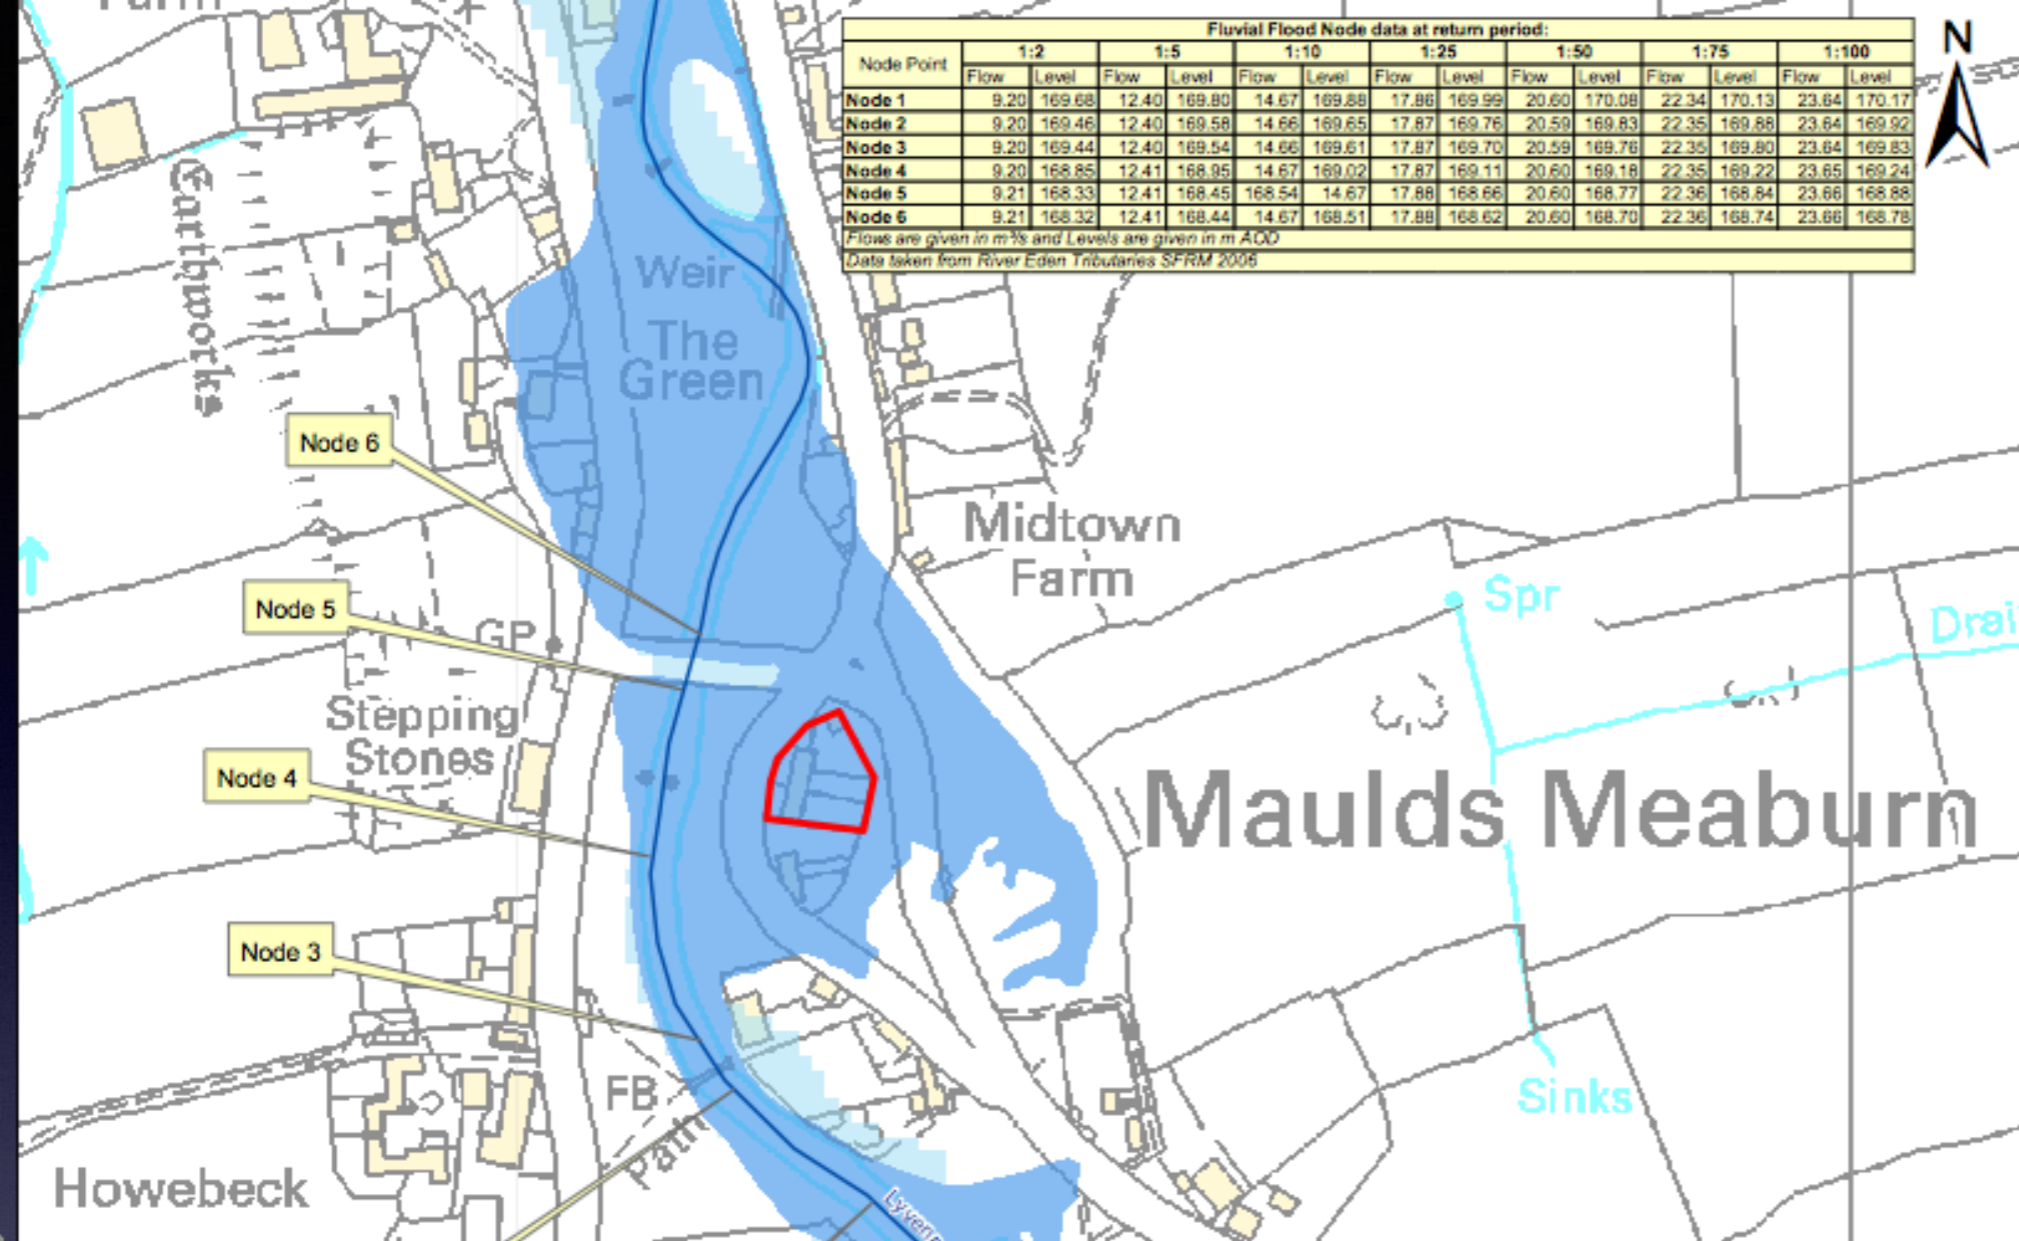 Farm
Fluvial Flood Node data at return period:
Node Point 1:2 1:5 1:10 1:25 1:50 1:75 1:100
Flow Level Flow Level Flow Level Flow Level Flow Level Flow Level Flow Level
Node 1 9.20 169.68 12.40 169.80 14.67 169.88 17.86 169.99 20.60 170.08 22.34 170.13 23.64 170.17
Node 2 9.20 169.46 12.40 169.58 14.66 169.65 17.87 169.76 20.59 169.83 22.35 169.88 23.64 169.92
Node 3 9.20 169.44 12.40 169.54 14.66 169.61 17.87 169.70 20.59 169.76 22.35 169.80 23.64 169.83
Node 4 9.20 168.85 12.41 168.95 14.67 169.02 17.87 169.11 20.60 169.18 22.35 169.22 23.65 169.24
Node 5 9.21 168.33 12.41 168.45 168.54 14.67 17.88 168.66 20.60 168.77 22.36 168.84 23.66 168.88
Node 6 9.21 168.32 12.41 168.44 14.67 168.51 17.88 168.62 20.60 168.70 22.36 168.74 23.66 168.78
Flows are given in m³/s and Levels are given in m AOD
Data taken from River Eden Tributaries SFRM 2006
N
Earthworks
Weir
The
Green
Node 6
Midtown
Farm
Node 5
GP
Spr
Drai
Stepping
Stones
Node 4
Maulds Meaburn
Node 3
FB
Path
Sinks
Howebeck
Lyven